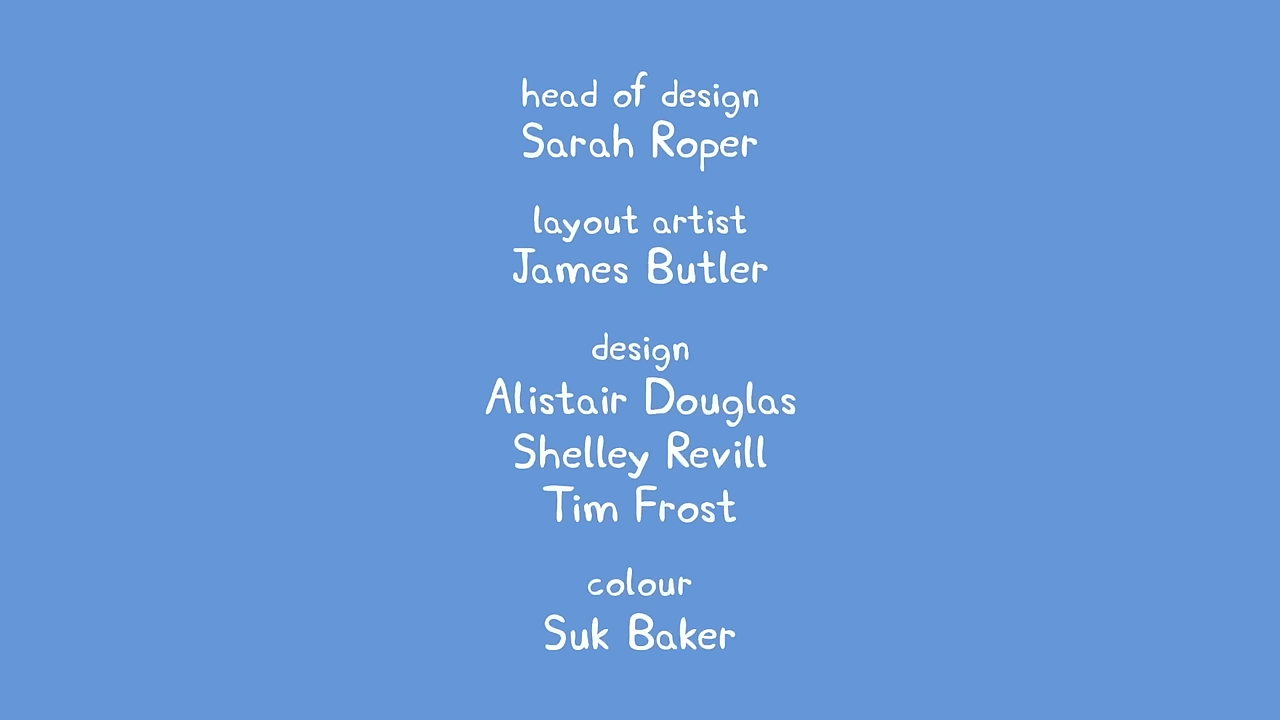 head of design
Sarah Roper
layout artist
James Butler
design
Alistair Douglas
Shelley Revill
Tim Frost
colour
Suk Baker